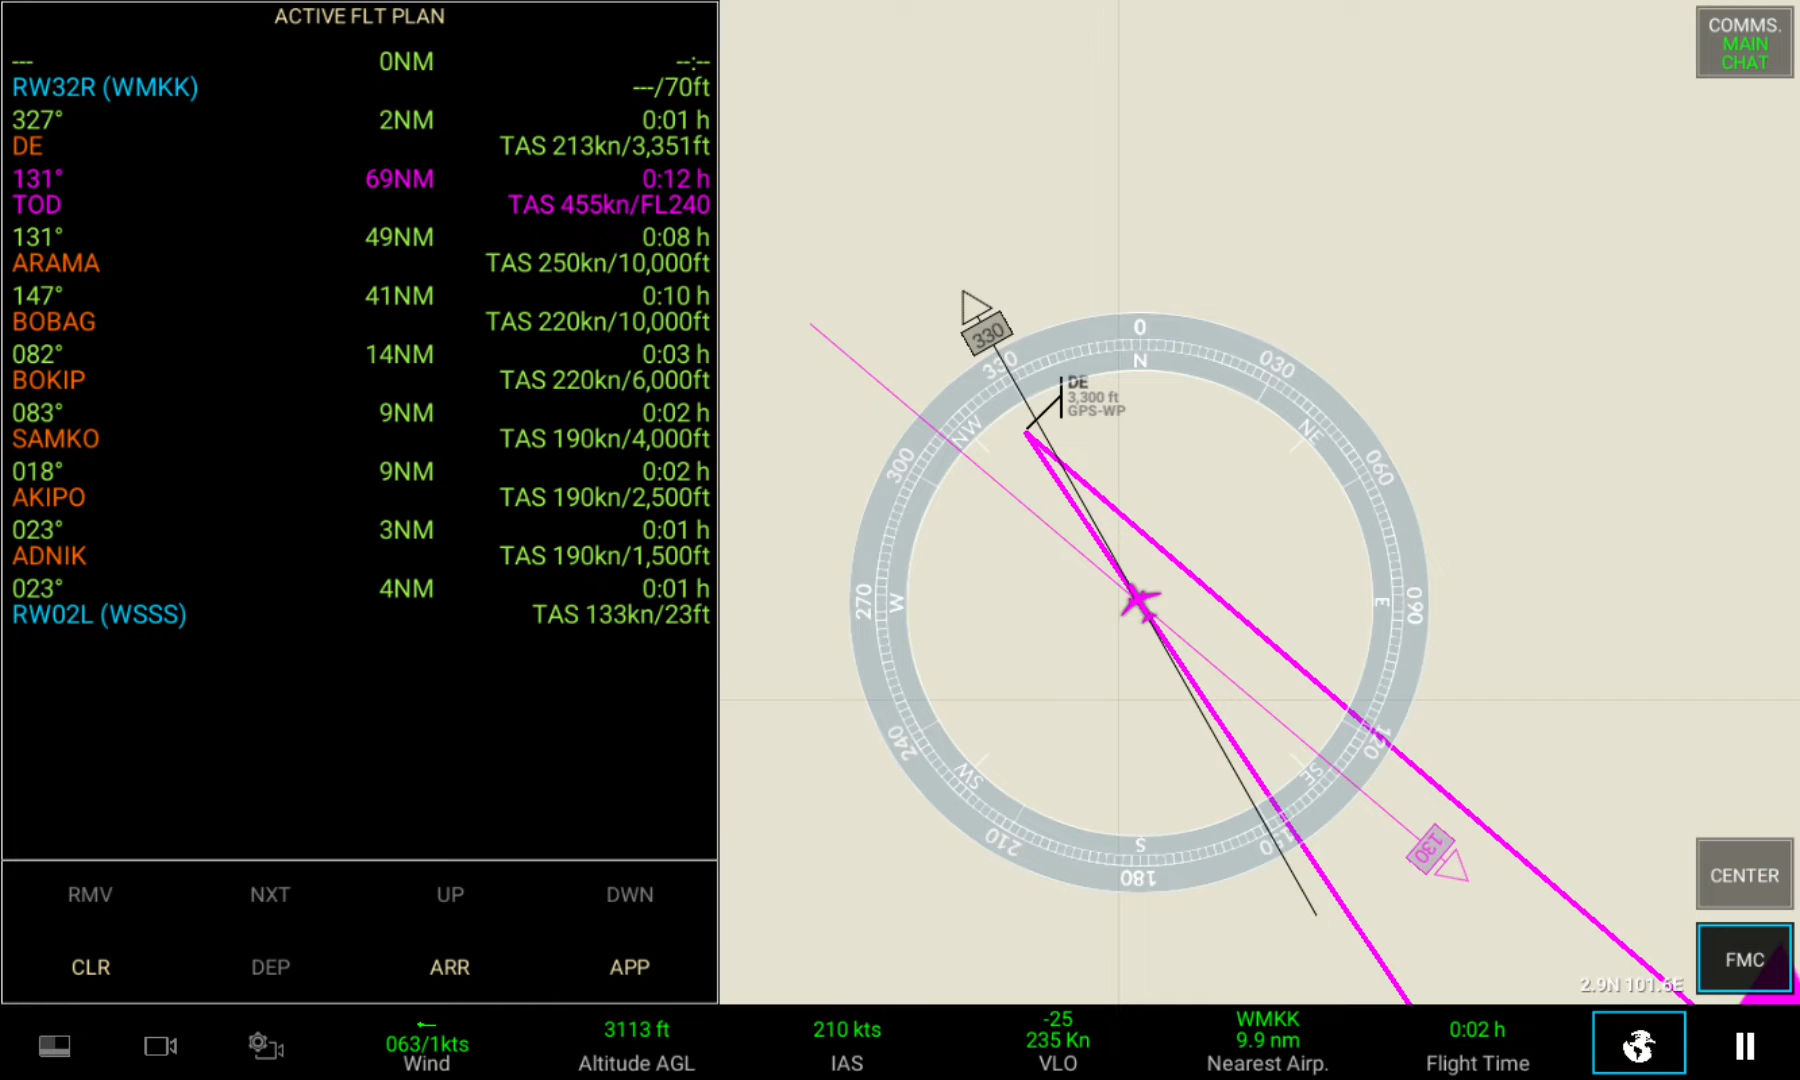 ACTIVE FLT PLAN
--- 0NM --:--
RW32R (WMKK) ---/70ft
327° 2NM 0:01 h
DE TAS 213kn/3,351ft
131° 69NM 0:12 h
TOD TAS 455kn/FL240
131° 49NM 0:08 h
ARAMA TAS 250kn/10,000ft
147° 41NM 0:10 h
BOBAG TAS 220kn/10,000ft
082° 14NM 0:03 h
BOKIP TAS 220kn/6,000ft
083° 9NM 0:02 h
SAMKO TAS 190kn/4,000ft
018° 9NM 0:02 h
AKIPO TAS 190kn/2,500ft
023° 3NM 0:01 h
ADNIK TAS 190kn/1,500ft
023° 4NM 0:01 h
RW02L (WSSS) TAS 133kn/23ft
RMV NXT UP DWN
CLR DEP ARR APP
COMMS.
MAIN
CHAT
330
0
N
330
030
DE
3,300 ft
GPS-WP
NW
NE
300
060
270
W
E
090
240
120
SW
SE
210
S
150
180
130
CENTER
FMC
2.9N 101.6E
063/1kts
Wind
3113 ft
Altitude AGL
210 kts
IAS
-25
235 Kn
VLO
WMKK
9.9 nm
Nearest Airp.
0:02 h
Flight Time